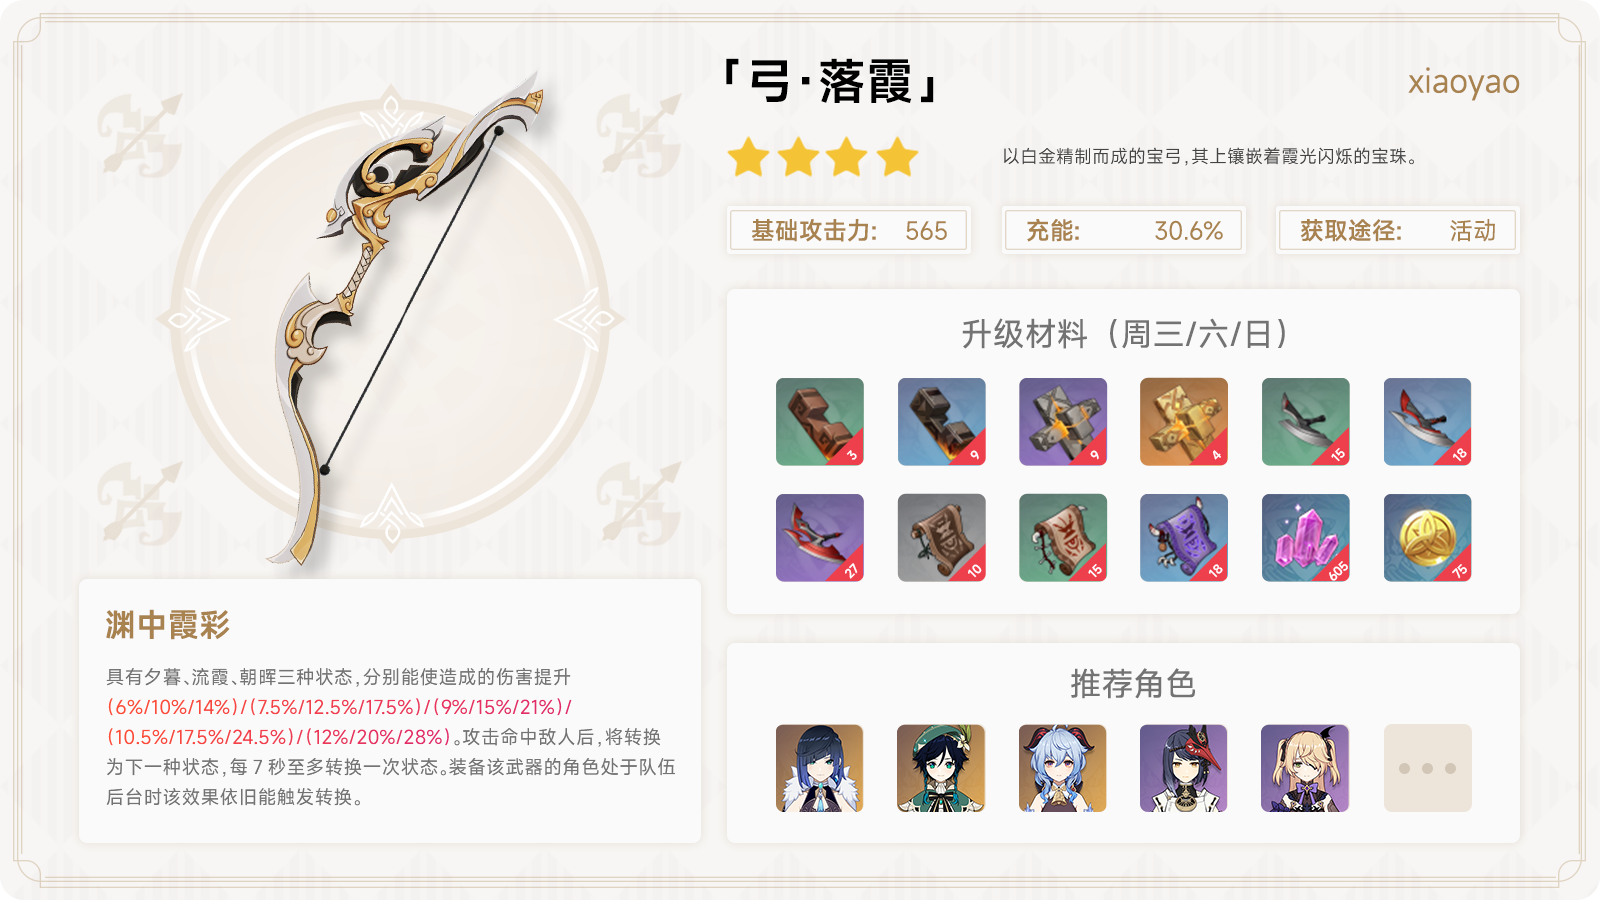 「弓·落霞」
xiaoyao
以白金精制而成的宝弓,其上镶嵌着霞光闪烁的宝珠。
基础攻击力: 565
充能: 30.6%
获取途径: 活动
升级材料（周三/六/日）
3 9 9 4 15 18
27 10 15 18 605 75
渊中霞彩
具有夕暮、流霞、朝晖三种状态,分别能使造成的伤害提升
(6%/10%/14%)/(7.5%/12.5%/17.5%)/(9%/15%/21%)/
(10.5%/17.5%/24.5%)/(12%/20%/28%)。攻击命中敌人后,将转换
为下一种状态,每 7 秒至多转换一次状态。装备该武器的角色处于队伍
后台时该效果依旧能触发转换。
推荐角色